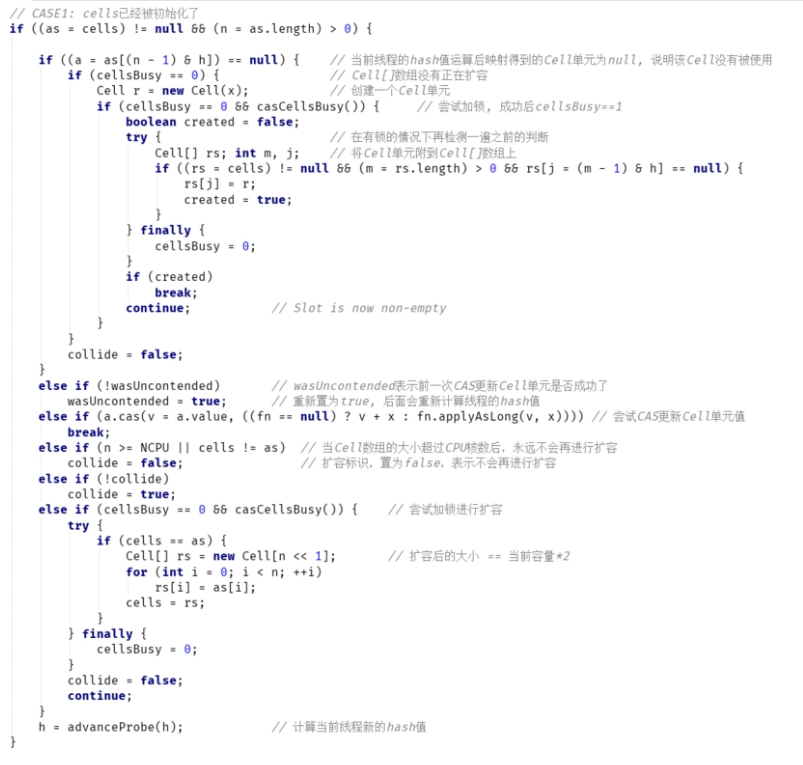 // CASE1: cells已经被初始化了
if ((as = cells) != null && (n = as.length) > 0) {
    if ((a = as[(n - 1) & h]) == null) {    // 当前线程的hash值运算后映射得到的Cell单元为null, 说明该Cell没有被使用
        if (cellsBusy == 0) {               // Cell[]数组没有正在扩容
            Cell r = new Cell(x);           // 创建一个Cell单元
            if (cellsBusy == 0 && casCellsBusy()) {     // 尝试加锁, 成功后cellsBusy==1
                boolean created = false;
                try {                       // 在有锁的情况下再检测一遍之前的判断
                    Cell[] rs; int m, j;    // 将Cell单元附到Cell[]数组上
                    if ((rs = cells) != null && (m = rs.length) > 0 && rs[j = (m - 1) & h] == null) {
                        rs[j] = r;
                        created = true;
                    }
                } finally {
                    cellsBusy = 0;
                }
                if (created)
                    break;
                continue;           // Slot is now non-empty
            }
        }
        collide = false;
    }
    else if (!wasUncontended)       // wasUncontended表示前一次CAS更新Cell单元是否成功了
        wasUncontended = true;      // 重新置为true, 后面会重新计算线程的hash值
    else if (a.cas(v = a.value, ((fn == null) ? v + x : fn.applyAsLong(v, x)))) // 尝试CAS更新Cell单元值
        break;
    else if (n >= NCPU || cells != as)  // 当Cell数组的大小超过CPU核数后, 永远不会再进行扩容
        collide = false;                // 扩容标识, 置为false, 表示不会再进行扩容
    else if (!collide)
        collide = true;
    else if (cellsBusy == 0 && casCellsBusy()) {    // 尝试加锁进行扩容
        try {
            if (cells == as) {
                Cell[] rs = new Cell[n << 1];       // 扩容后的大小 == 当前容量*2
                for (int i = 0; i < n; ++i)
                    rs[i] = as[i];
                cells = rs;
            }
        } finally {
            cellsBusy = 0;
        }
        collide = false;
        continue;
    }
    h = advanceProbe(h);            // 计算当前线程新的hash值
}